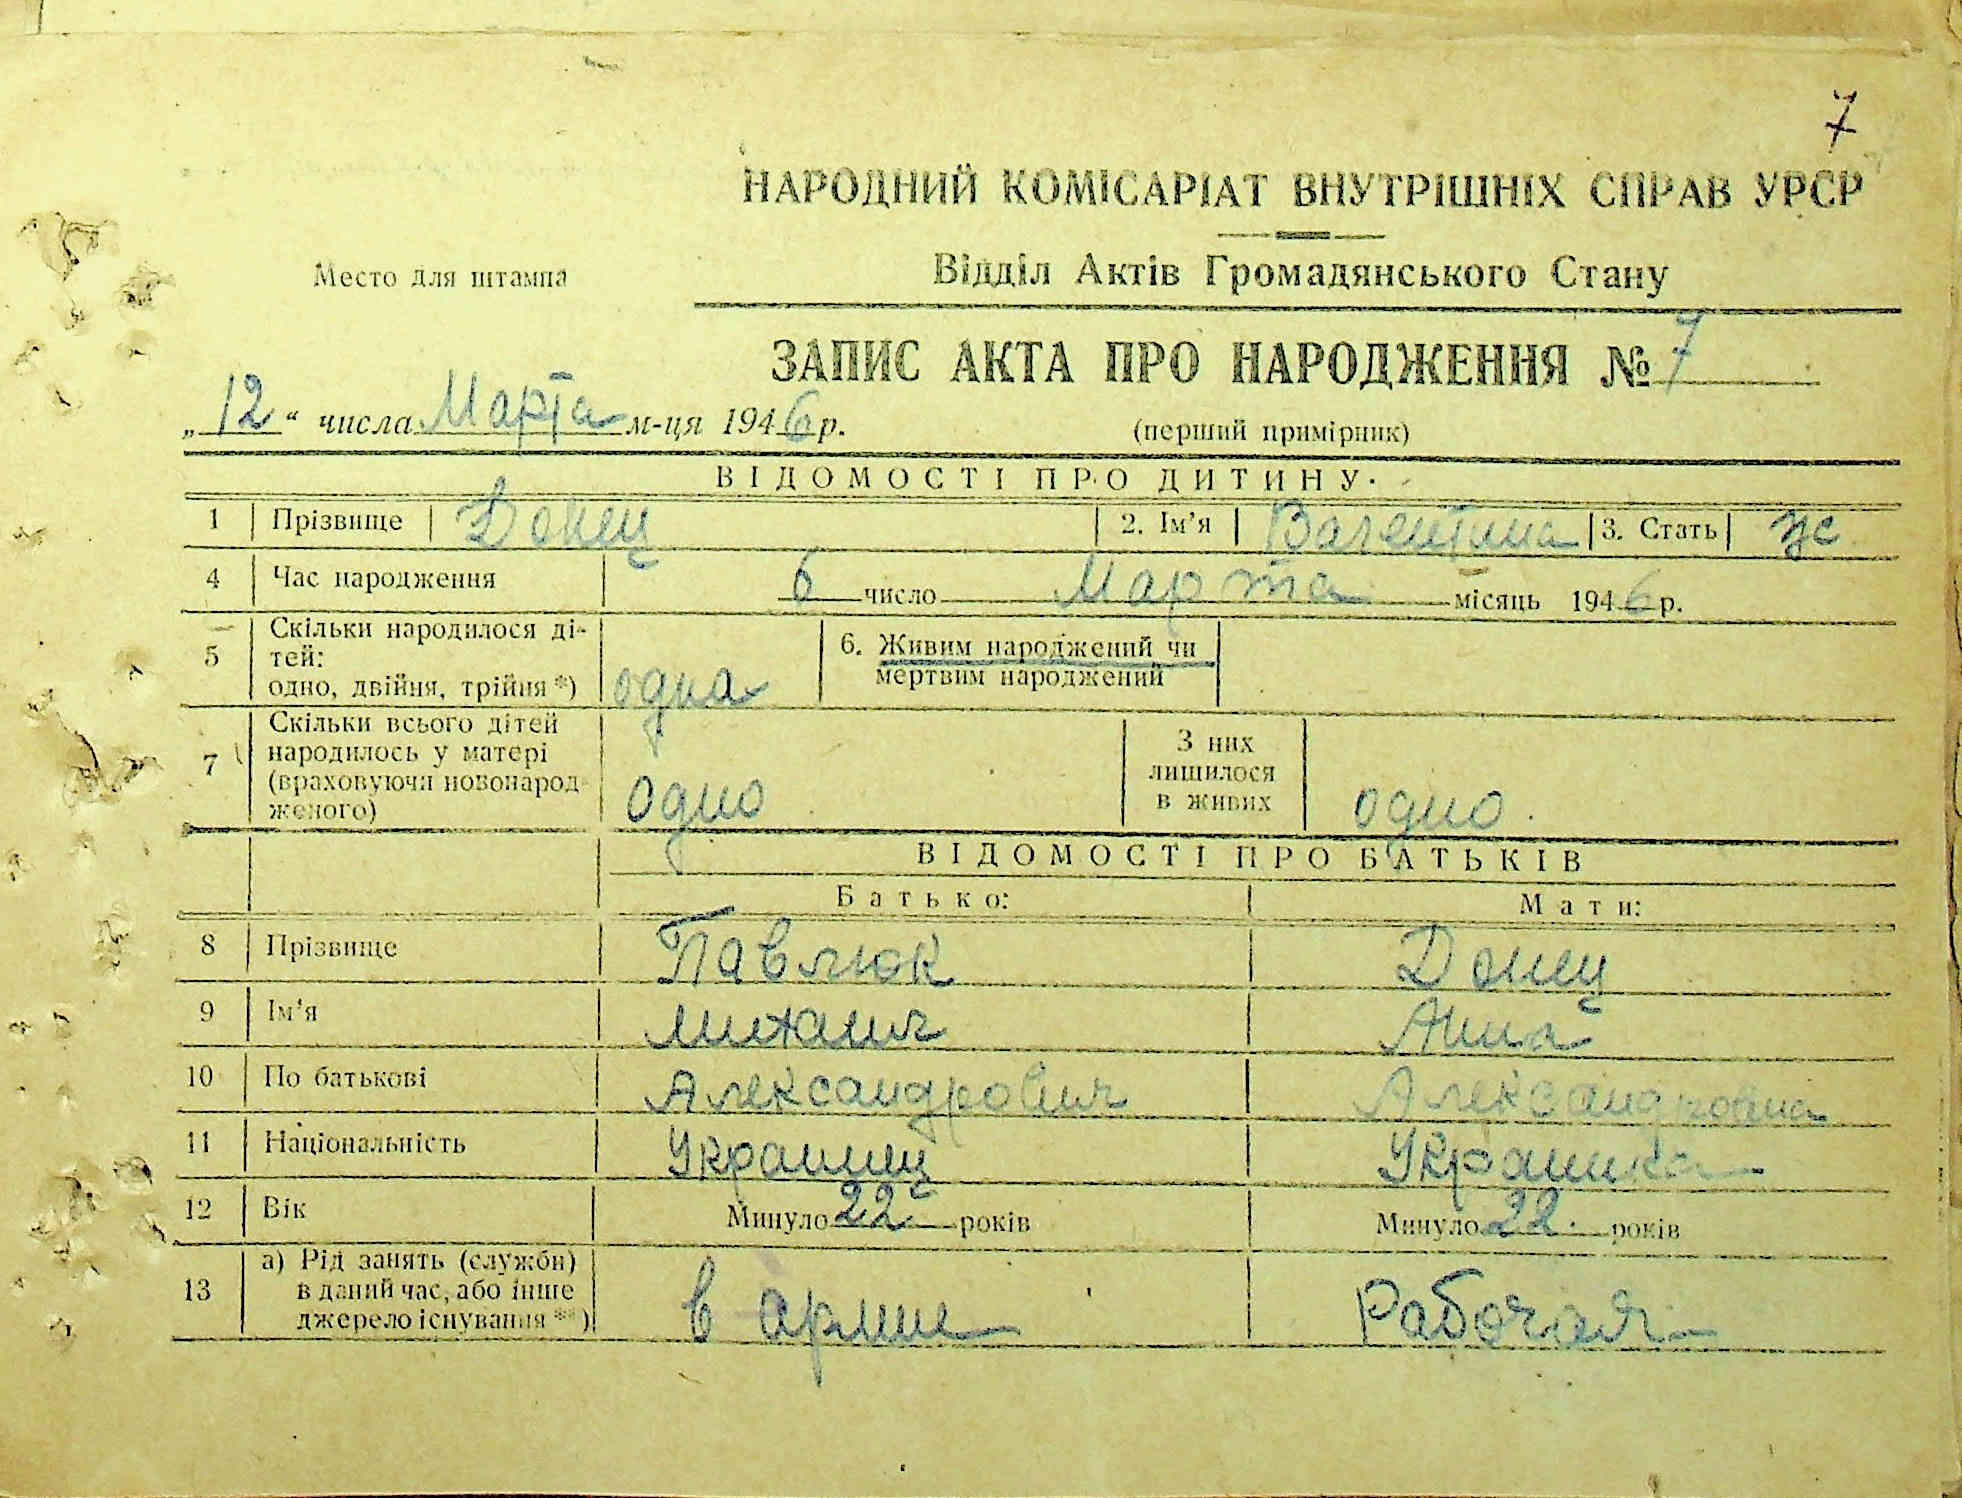 7
НАРОДНИЙ КОМІСАРІАТ ВНУТРІШНІХ СПРАВ УРСР
Место для штампа
Відділ Актів Громадянського Стану
ЗАПИС АКТА ПРО НАРОДЖЕННЯ № 7
„12“ числа Марта м-ця 1946 р.
(перший примірник)
ВІДОМОСТІ ПРО ДИТИНУ.
1 Прізвище Донец 2. Ім'я Валентина 3. Стать ж
4 Час народження 6 число Марта місяць 1946 р.
5 Скільки народилося ді-
тей:
одно, двійня, трійня *) одна
6. Живим народжений чи
мертвим народжений
7 Скільки всього дітей
народилось у матері
(враховуючи новонарод-
женого) одно
З них
лишилося
в живих одно.
ВІДОМОСТІ ПРО БАТЬКІВ
Батько: Мати:
8 Прізвище Павлюк Донец
9 Ім'я Михаил Анна
10 По батькові Александрович Александровна
11 Національність Украинец Украинка
12 Вік Минуло 22 років Минуло 22. років
13 а) Рід занять (служби)
в даний час, або інше
джерело існування **) в армии Рабочая